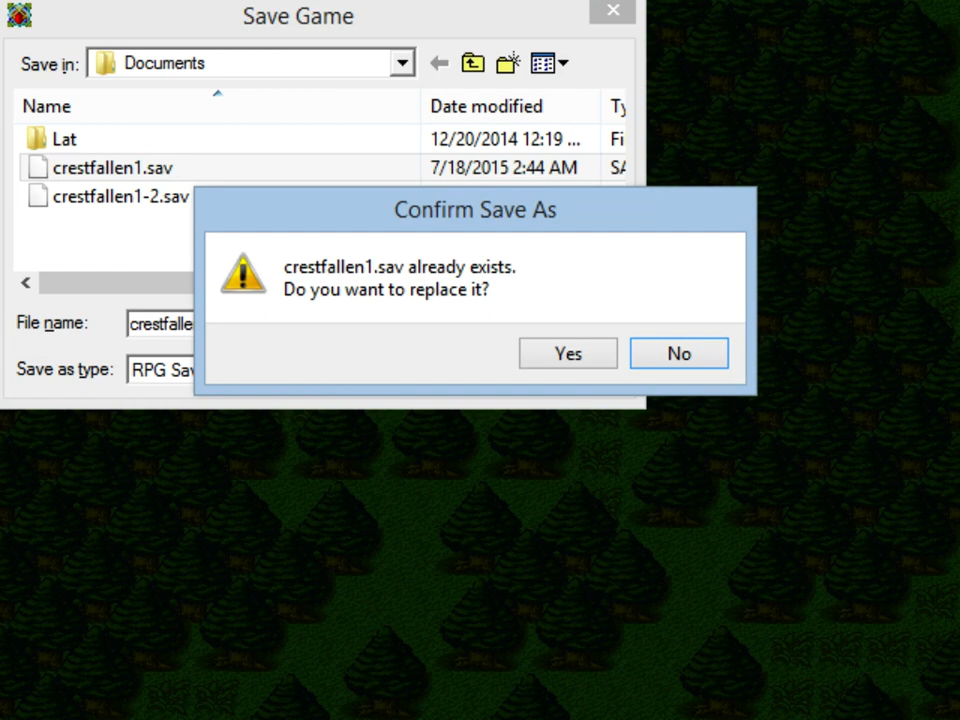 Save Game
Save in: Documents
Name Date modified Ty
Lat 12/20/2014 12:19 ... Fi
crestfallen1.sav 7/18/2015 2:44 AM SA
crestfallen1-2.sav
Confirm Save As
crestfallen1.sav already exists.
Do you want to replace it?
File name: crestfalle
Yes No
Save as type: RPG Sav